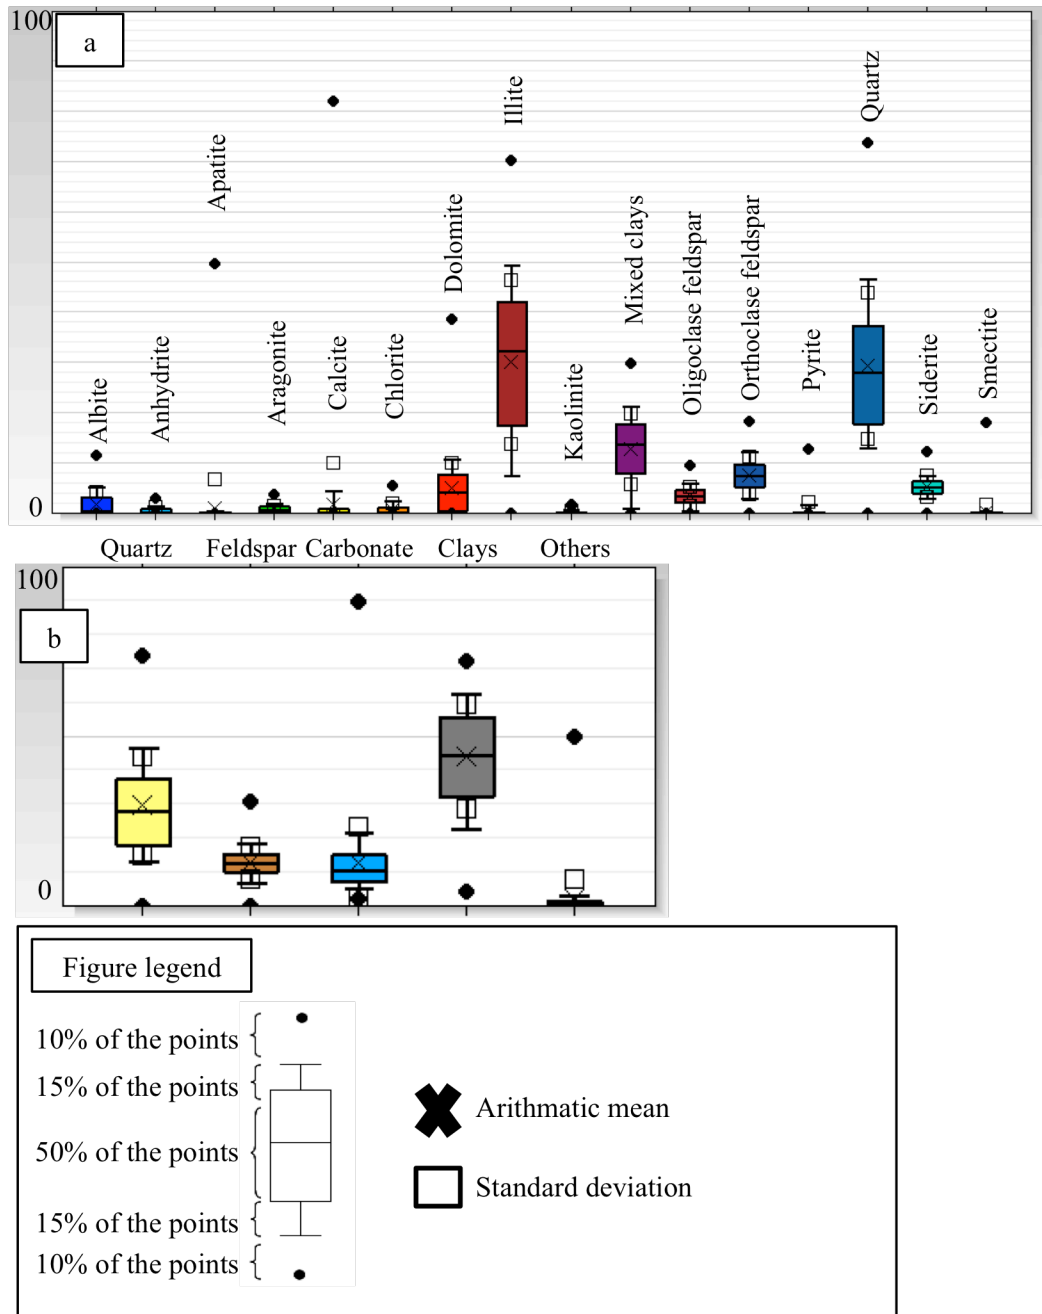 100
a
Albite
Anhydrite
Apatite
Aragonite
Calcite
Chlorite
Dolomite
Illite
Kaolinite
Mixed clays
Oligoclase feldspar
Orthoclase feldspar
Pyrite
Quartz
Siderite
Smectite
0
Quartz Feldspar Carbonate Clays Others
100
b
0
Figure legend
10% of the points
15% of the points
50% of the points
15% of the points
10% of the points
Arithmatic mean
Standard deviation